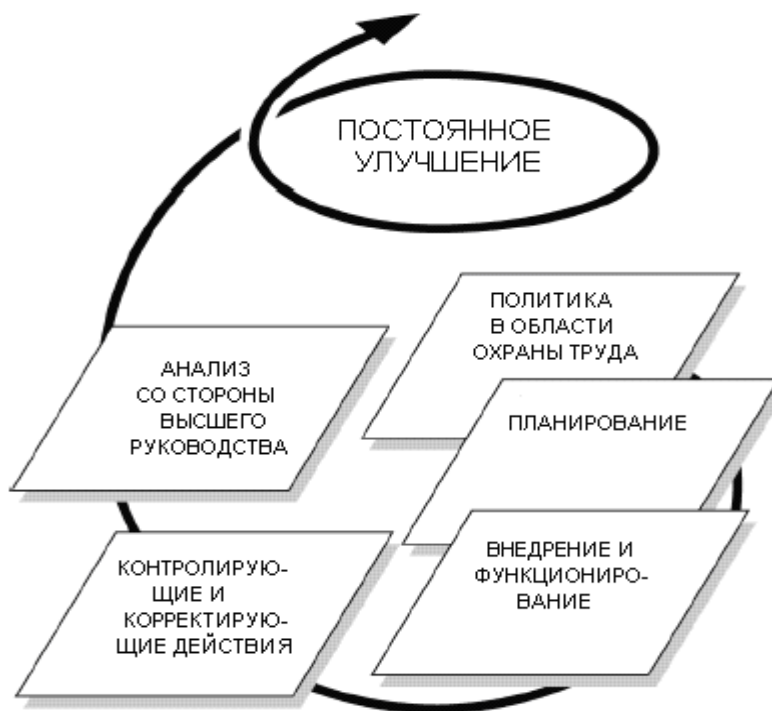 ПОСТОЯННОЕ
УЛУЧШЕНИЕ
ПОЛИТИКА
В ОБЛАСТИ
ОХРАНЫ ТРУДА
ПЛАНИРОВАНИЕ
ВНЕДРЕНИЕ И
ФУНКЦИОНИРО-
ВАНИЕ
КОНТРОЛИРУЮ-
ЩИЕ И
КОРРЕКТИРУЮ-
ЩИЕ ДЕЙСТВИЯ
АНАЛИЗ
СО СТОРОНЫ
ВЫСШЕГО
РУКОВОДСТВА